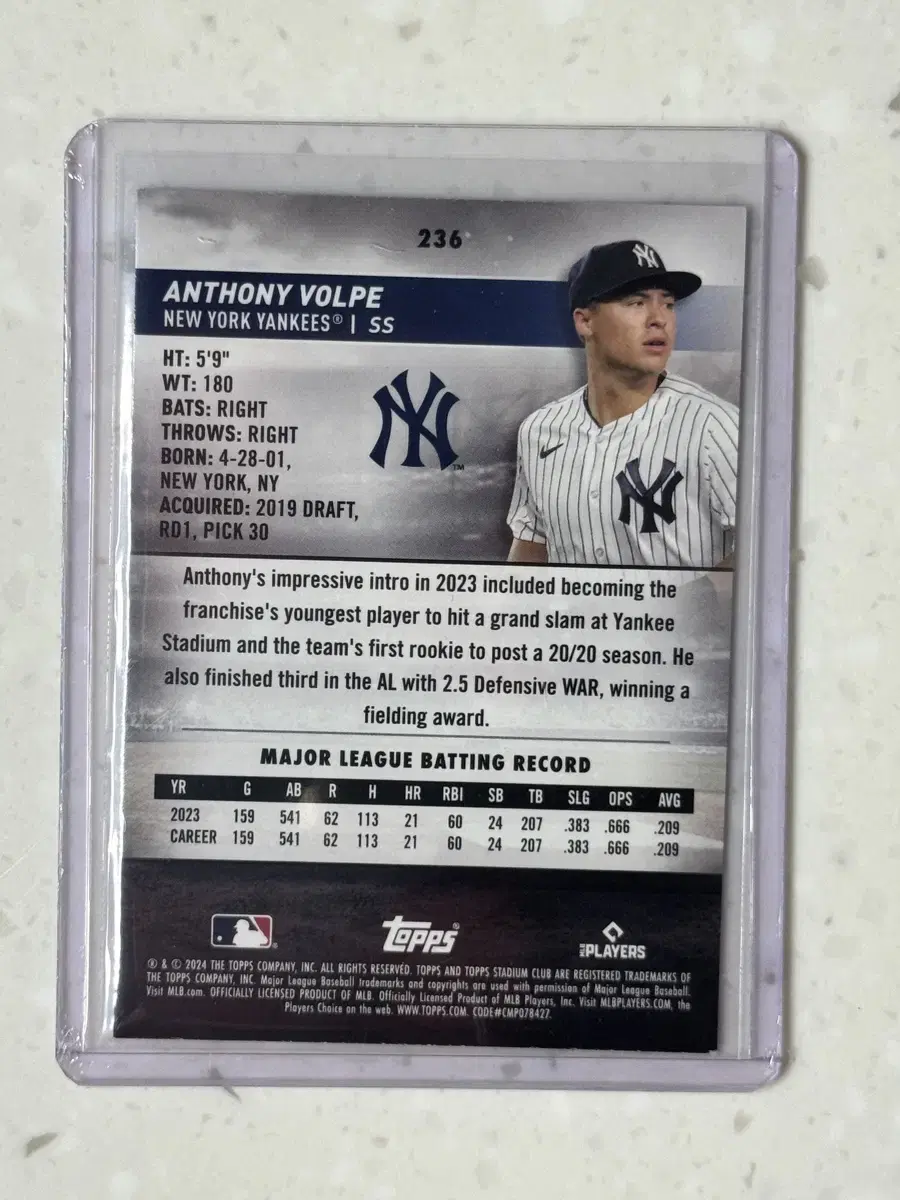 236
ANTHONY VOLPE
NEW YORK YANKEES® | SS
HT: 5'9"
WT: 180
BATS: RIGHT
THROWS: RIGHT
BORN: 4-28-01,
NEW YORK, NY
ACQUIRED: 2019 DRAFT,
RD1, PICK 30
NY
TM
NY
NY
Anthony's impressive intro in 2023 included becoming the
franchise's youngest player to hit a grand slam at Yankee
Stadium and the team's first rookie to post a 20/20 season. He
also finished third in the AL with 2.5 Defensive WAR, winning a
fielding award.
MAJOR LEAGUE BATTING RECORD
YR G AB R H HR RBI SB TB SLG OPS AVG
2023 159 541 62 113 21 60 24 207 .383 .666 .209
CAREER 159 541 62 113 21 60 24 207 .383 .666 .209
topps®
PLAYERS
® & © 2024 THE TOPPS COMPANY, INC. ALL RIGHTS RESERVED. TOPPS AND TOPPS STADIUM CLUB ARE REGISTERED TRADEMARKS OF
THE TOPPS COMPANY, INC. Major League Baseball trademarks and copyrights are used with permission of Major League Baseball.
Visit MLB.com. OFFICIALLY LICENSED PRODUCT OF MLB. Officially Licensed Product of MLB Players, Inc. Visit MLBPLAYERS.COM, the
Players Choice on the web. WWW.TOPPS.COM. CODE#CMP078427.